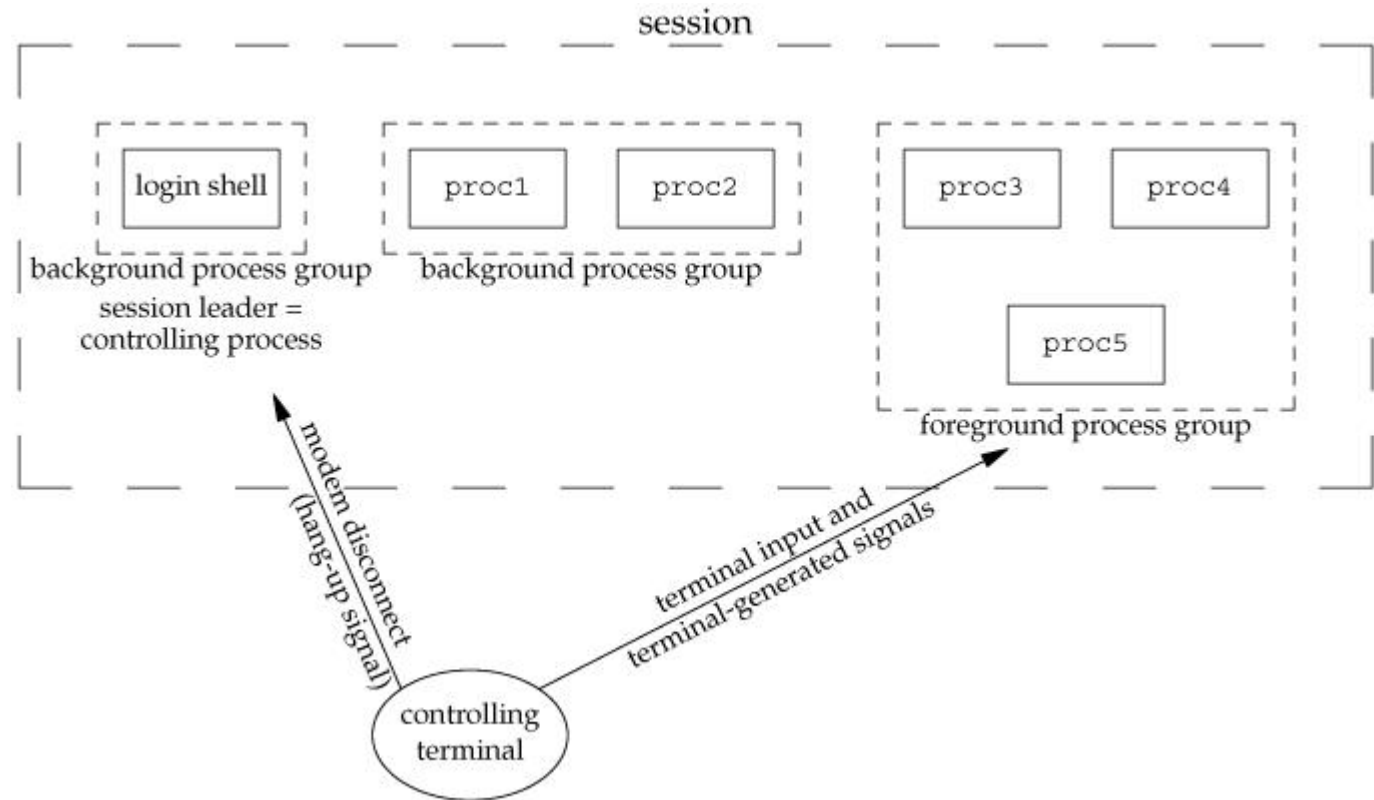 session
login shell
proc1
proc2
proc3
proc4
background process group
session leader =
controlling process
background process group
proc5
foreground process group
modem disconnect
(hang-up signal)
terminal input and
terminal-generated signals
controlling
terminal